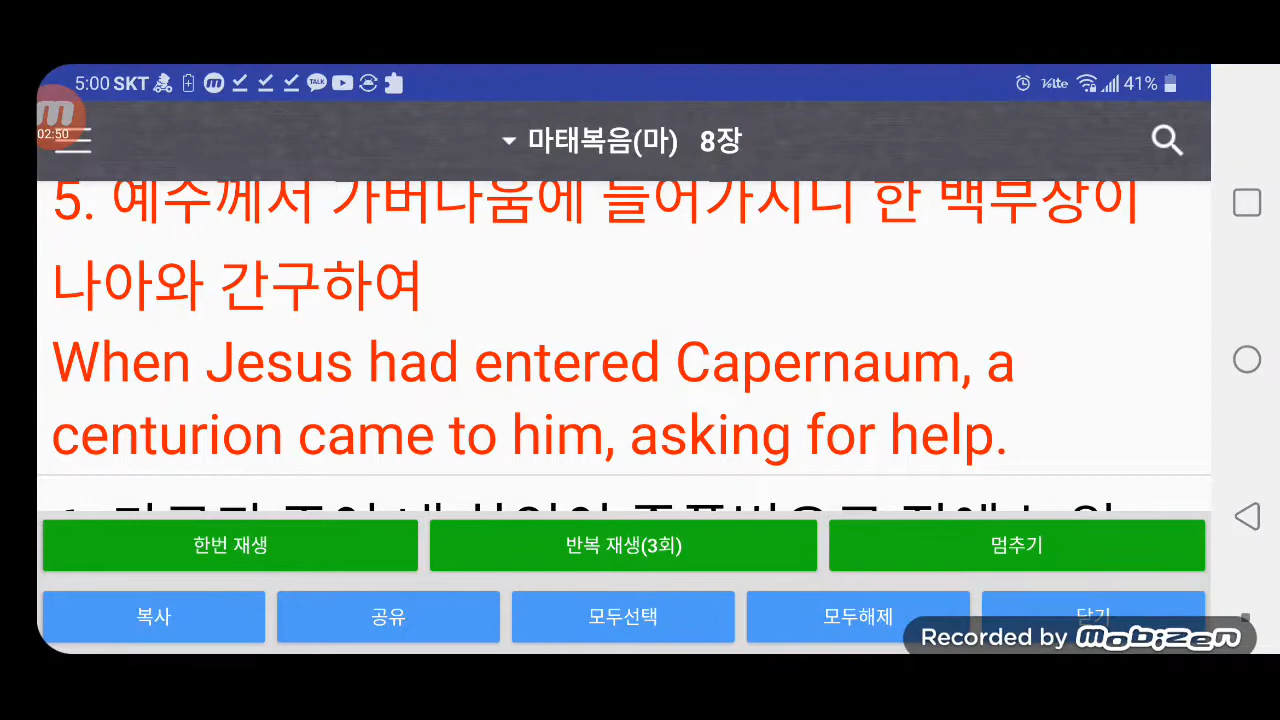 5:00 SKT TALK VoLTE 41%
02:50
마태복음(마) 8장
5. 예수께서 가버나움에 들어가시니 한 백부장이
나아와 간구하여
When Jesus had entered Capernaum, a
centurion came to him, asking for help.
한번 재생 반복 재생(3회) 멈추기
복사 공유 모두선택 모두해제 닫기
Recorded by mobizen